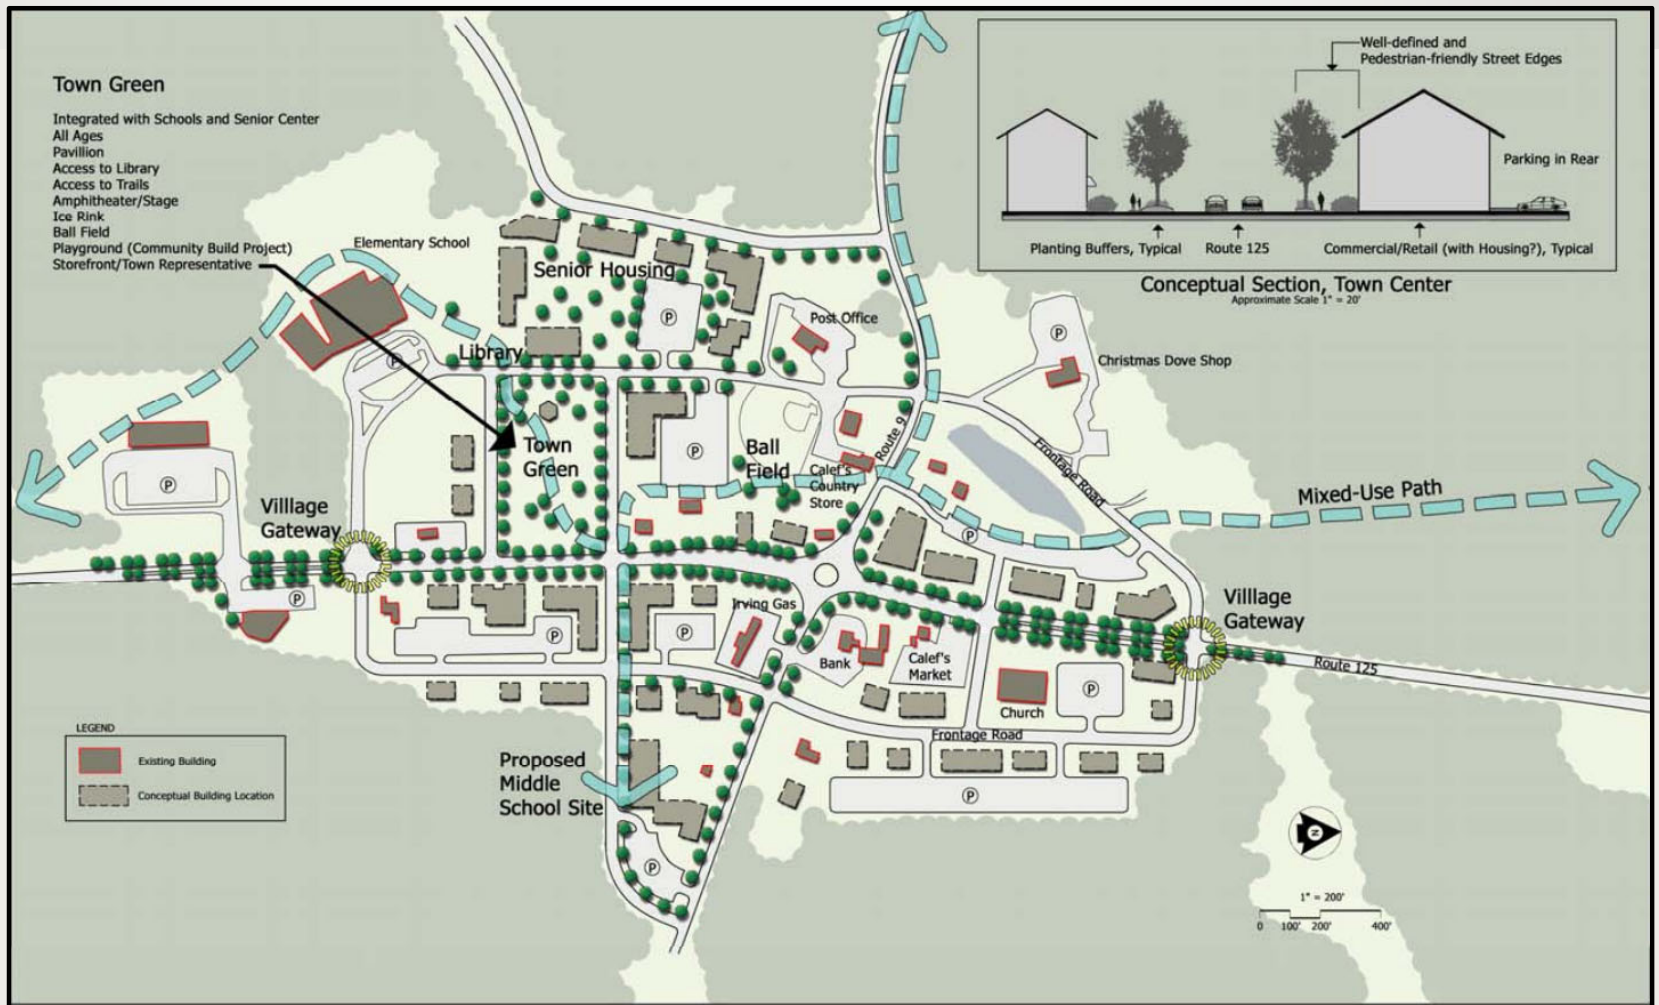 Town Green
Integrated with Schools and Senior Center
All Ages
Pavillion
Access to Library
Access to Trails
Amphitheater/Stage
Ice Rink
Ball Field
Playground (Community Build Project)
Storefront/Town Representative
Well-defined and
Pedestrian-friendly Street Edges
Parking in Rear
Planting Buffers, Typical
Route 125
Commercial/Retail (with Housing?), Typical
Conceptual Section, Town Center
Approximate Scale 1" = 20'
Elementary School
Senior Housing
P
Post Office
P
Christmas Dove Shop
Library
P
Town
Green
P
Ball
Field
Route 9
Calef's
Country
Store
Frontage Road
Mixed-Use Path
P
Villlage
Gateway
P
P
P
P
Irving Gas
Bank
Calef's
Market
Church
P
Villlage
Gateway
Route 125
Frontage Road
P
Proposed
Middle
School Site
P
LEGEND
Existing Building
Conceptual Building Location
N
1" = 200'
0 100' 200' 400'